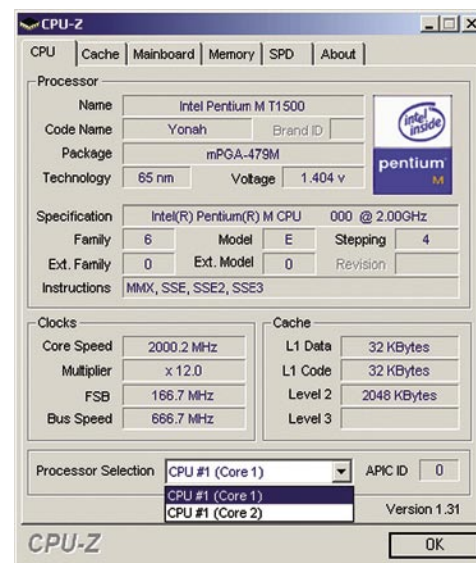 CPU-Z
CPU Cache Mainboard Memory SPD About
Processor
Name Intel Pentium M T1500
Code Name Yonah Brand ID
Package mPGA-479M
Technology 65 nm Voltage 1.404 v
intel inside
pentium M
Specification Intel(R) Pentium(R) M CPU 000 @ 2.00GHz
Family 6 Model E Stepping 4
Ext. Family 0 Ext. Model 0 Revision
Instructions MMX, SSE, SSE2, SSE3
Clocks
Core Speed 2000.2 MHz
Multiplier x 12.0
FSB 166.7 MHz
Bus Speed 666.7 MHz
Cache
L1 Data 32 KBytes
L1 Code 32 KBytes
Level 2 2048 KBytes
Level 3
Processor Selection CPU #1 (Core 1) APIC ID 0
CPU #1 (Core 1)
CPU #1 (Core 2)
Version 1.31
CPU-Z
OK